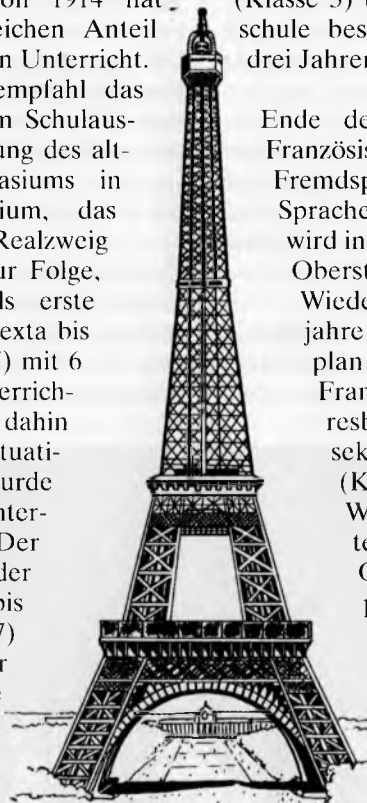 von 1914 hat
eichen Anteil
n Unterricht.
empfahl das
m Schulaus-
ung des alt-
asiums in
ium, das
Realzweig
ur Folge,
ls erste
exta bis
7) mit 6
errich-
dahin
tuati-
urde
nter-
Der
der
bis
7)
r
e
(Klasse 5)
schule bes
drei Jahren
Ende de
Französis
Fremdsp
Sprache
wird in
Oberst
Wiede
jahre
plan
Fran
resb
sek
(K
W
te
O
p